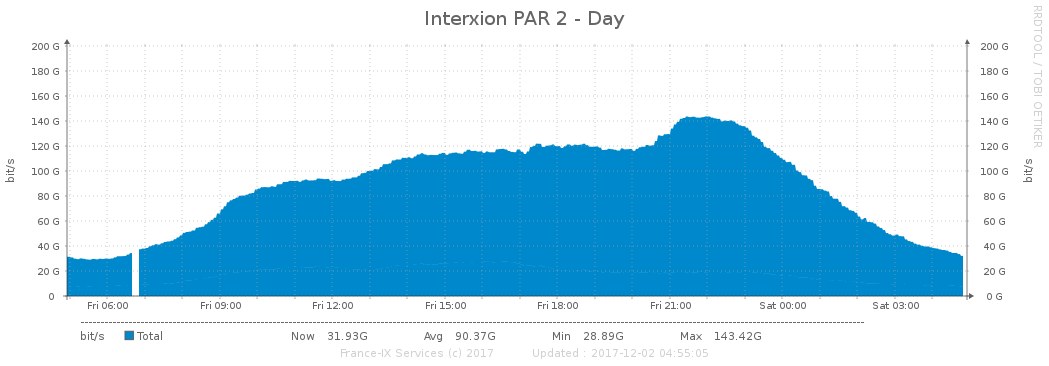 Interxion PAR 2 - Day
RRDTOOL / TOBI OETIKER
bit/s
200 G 200 G
180 G 180 G
160 G 160 G
140 G 140 G
120 G 120 G
100 G 100 G
80 G 80 G
60 G 60 G
40 G 40 G
20 G 20 G
0 0 G
bit/s
Fri 06:00 Fri 09:00 Fri 12:00 Fri 15:00 Fri 18:00 Fri 21:00 Sat 00:00 Sat 03:00
bit/s Total Now 31.93G Avg 90.37G Min 28.89G Max 143.42G
France-IX Services (c) 2017 Updated : 2017-12-02 04:55:05